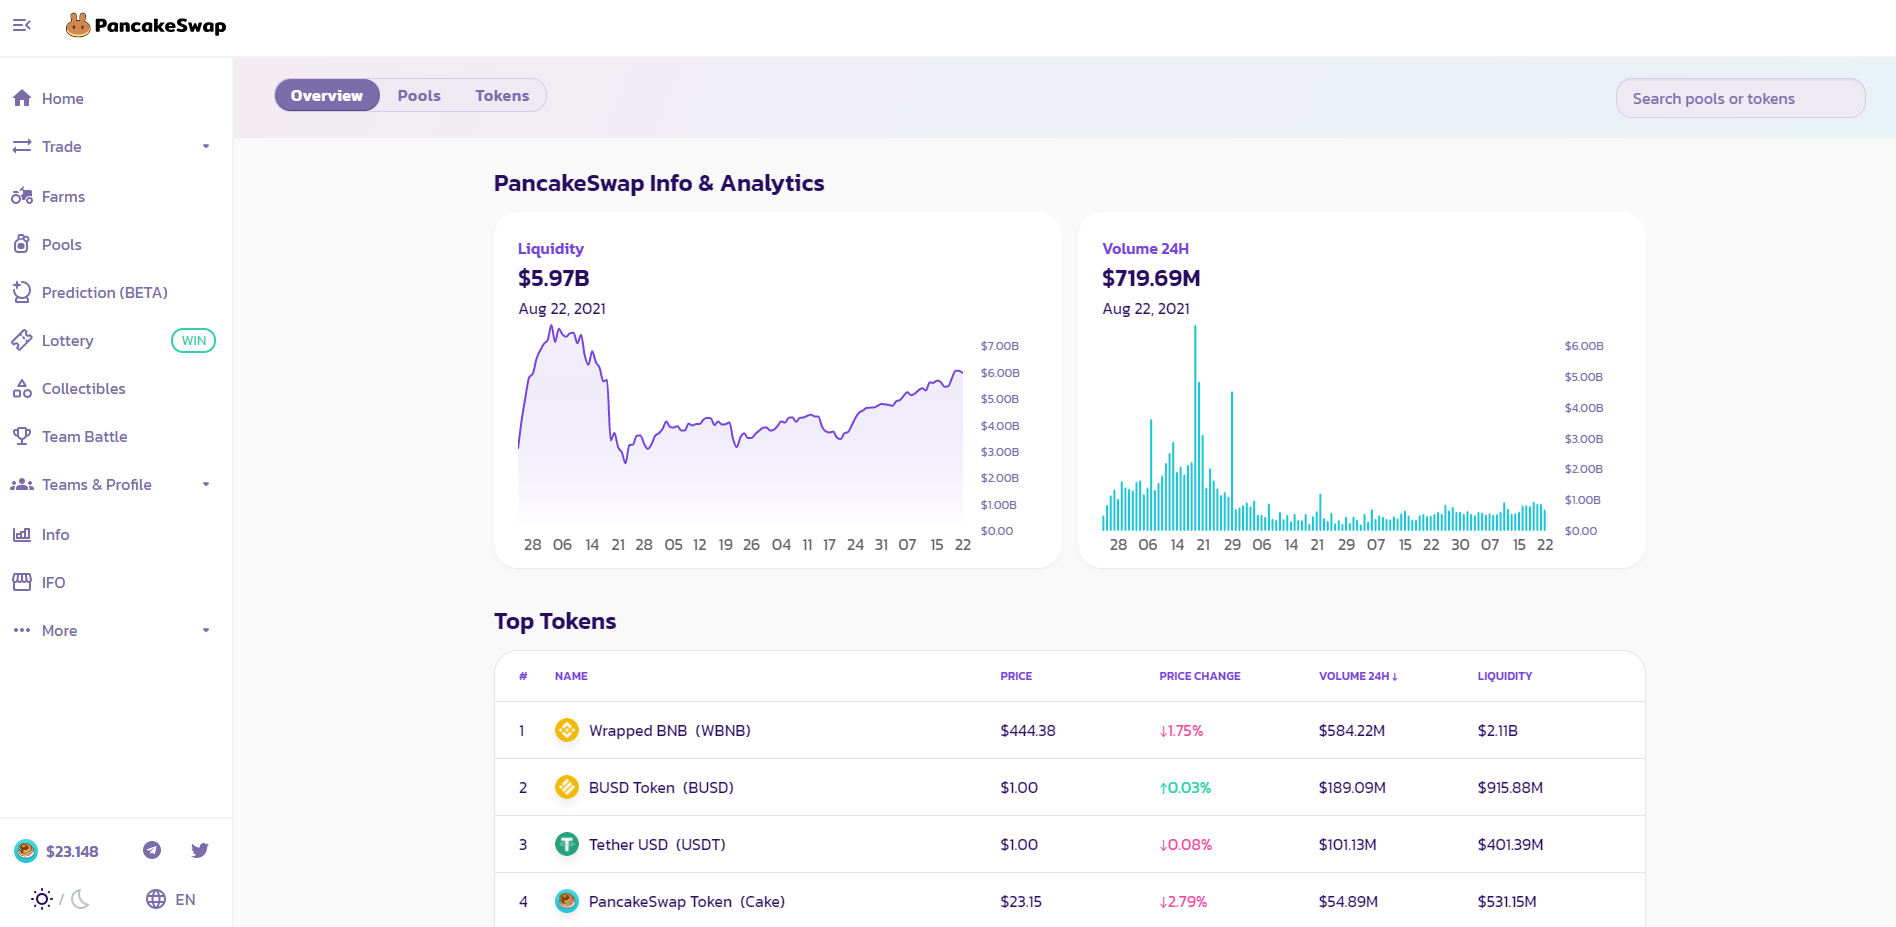 PancakeSwap
Home
Trade
Farms
Pools
Prediction (BETA)
Lottery WIN
Collectibles
Team Battle
Teams & Profile
Info
IFO
More
$23.148
/
EN
Overview Pools Tokens
Search pools or tokens
PancakeSwap Info & Analytics
Liquidity
$5.97B
Aug 22, 2021
$7.00B
$6.00B
$5.00B
$4.00B
$3.00B
$2.00B
$1.00B
$0.00
28 06 14 21 28 05 12 19 26 04 11 17 24 31 07 15 22
Volume 24H
$719.69M
Aug 22, 2021
$6.00B
$5.00B
$4.00B
$3.00B
$2.00B
$1.00B
$0.00
28 06 14 21 29 06 14 21 29 07 15 22 30 07 15 22
Top Tokens
# NAME PRICE PRICE CHANGE VOLUME 24H ↓ LIQUIDITY
1 Wrapped BNB (WBNB) $444.38 ↓1.75% $584.22M $2.11B
2 BUSD Token (BUSD) $1.00 ↑0.03% $189.09M $915.88M
3 Tether USD (USDT) $1.00 ↓0.08% $101.13M $401.39M
4 PancakeSwap Token (Cake) $23.15 ↓2.79% $54.89M $531.15M